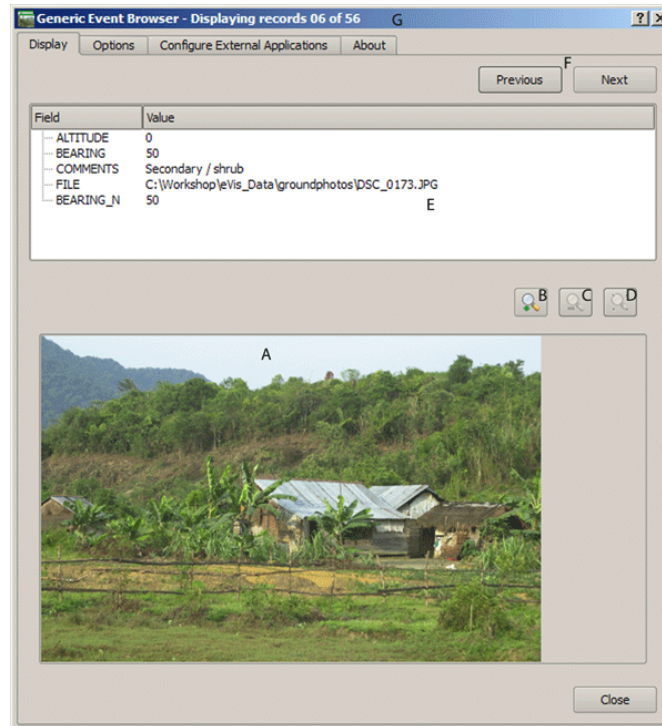 Generic Event Browser - Displaying records 06 of 56 G
Display Options Configure External Applications About
F
Previous Next
Field Value
ALTITUDE 0
BEARING 50
COMMENTS Secondary / shrub
FILE C:\Workshop\eVis_Data\groundphotos\DSC_0173.JPG
BEARING_N 50
E
B C D
A
Close